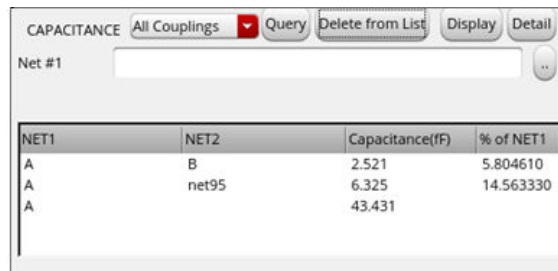 CAPACITANCE All Couplings Query Delete from List Display Detail
Net #1 ..
NET1 NET2 Capacitance(fF) % of NET1
A B 2.521 5.804610
A net95 6.325 14.563330
A 43.431